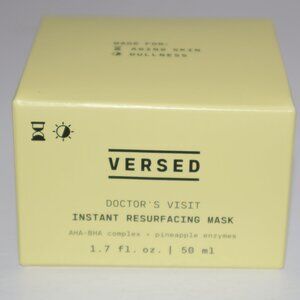 MADE FOR:
AGING SKIN
DULLNESS
VERSED
DOCTOR'S VISIT
INSTANT RESURFACING MASK
AHA-BHA complex + pineapple enzymes
1.7 fl. oz. | 50 ml